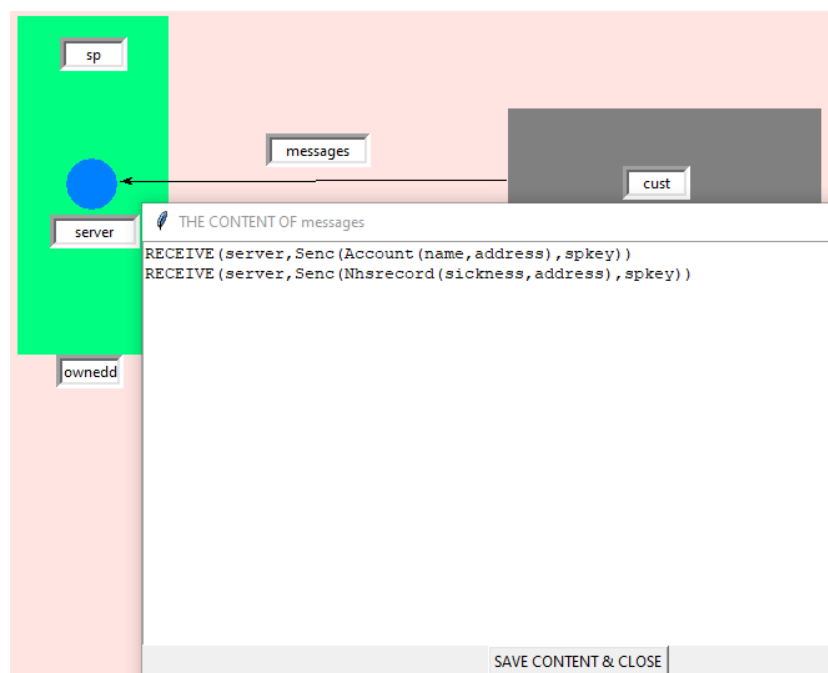 sp
messages
cust
server
THE CONTENT OF messages
RECEIVE(server,Senc(Account(name,address),spkey))
RECEIVE(server,Senc(Nhsrecord(sickness,address),spkey))
ownedd
SAVE CONTENT & CLOSE